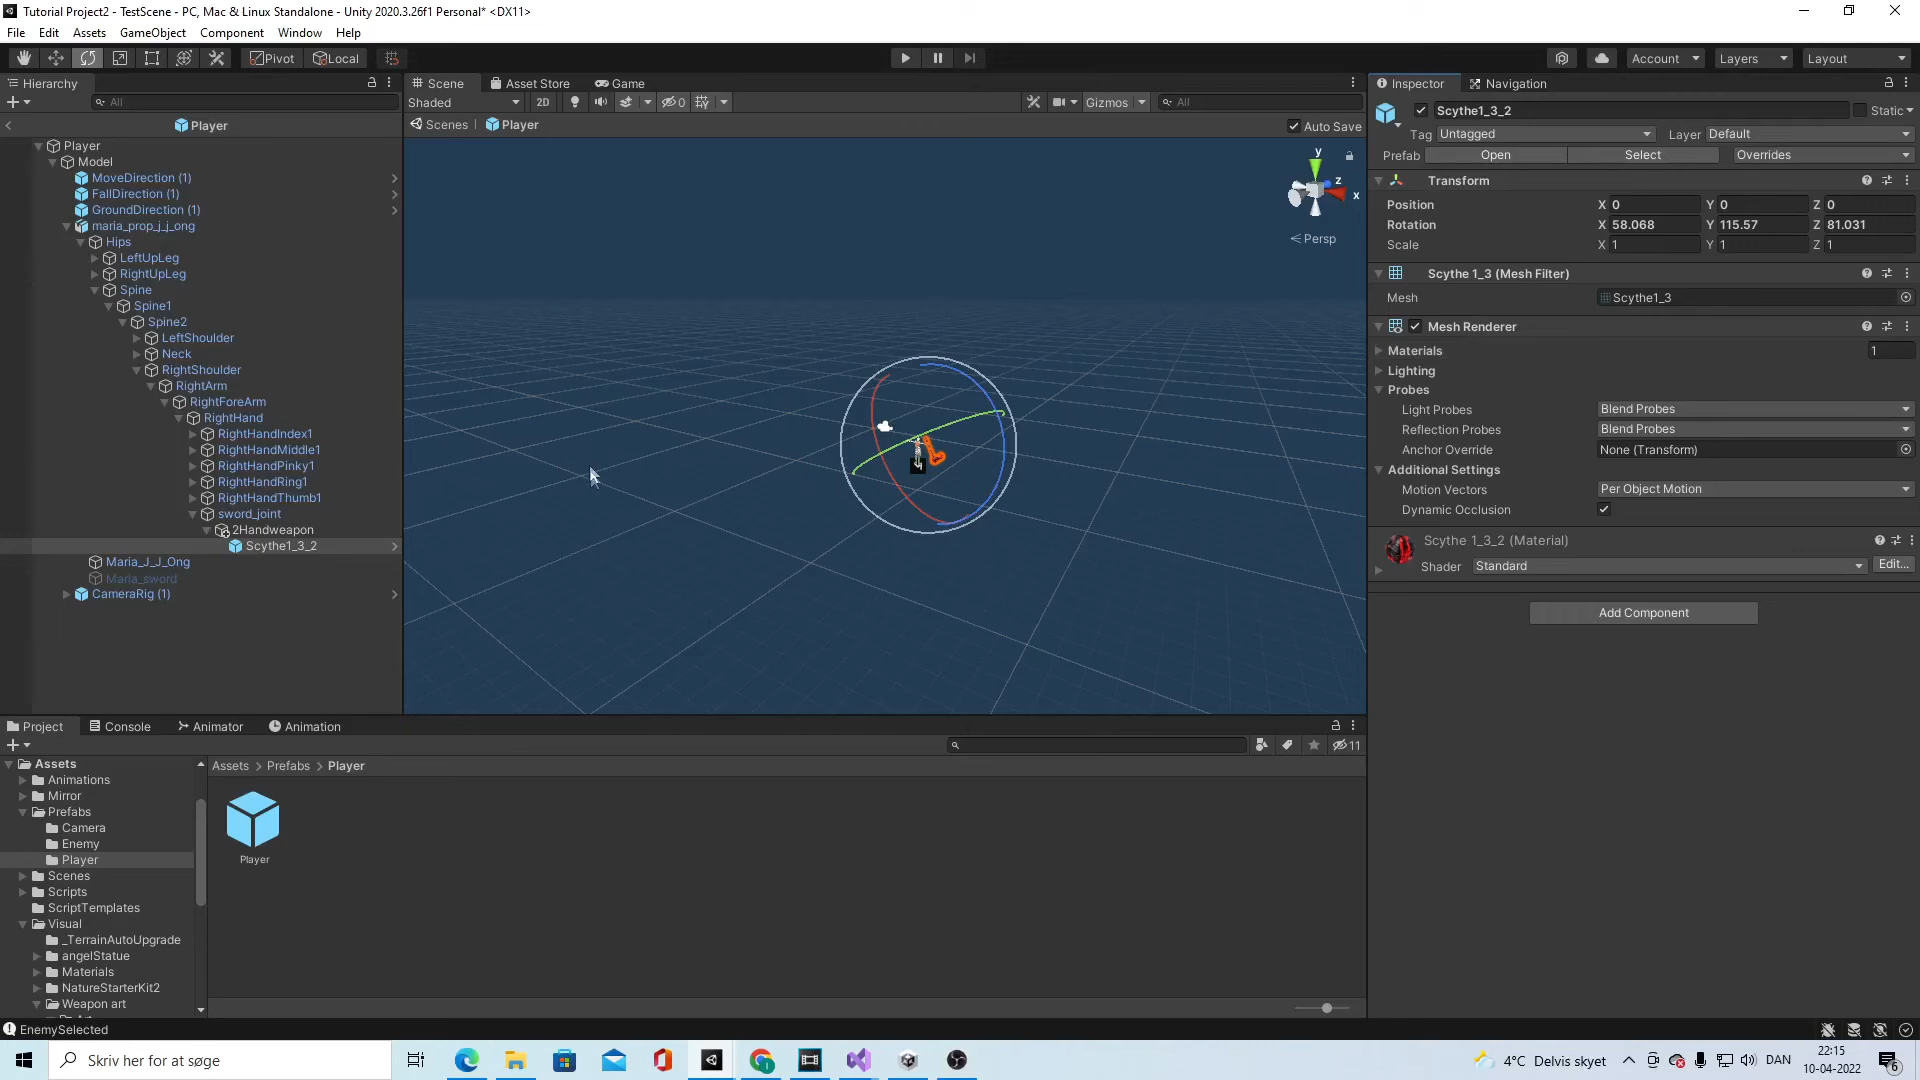 Tutorial Project2 - TestScene - PC, Mac & Linux Standalone - Unity 2020.3.26f1 Personal* <DX11>
File Edit Assets GameObject Component Window Help
Pivot Local Account Layers Layout
Hierarchy
All
Player
Player
Model
MoveDirection (1)
FallDirection (1)
GroundDirection (1)
maria_prop_j_j_ong
Hips
LeftUpLeg
RightUpLeg
Spine
Spine1
Spine2
LeftShoulder
Neck
RightShoulder
RightArm
RightForeArm
RightHand
RightHandIndex1
RightHandMiddle1
RightHandPinky1
RightHandRing1
RightHandThumb1
sword_joint
2Handweapon
Scythe1_3_2
Maria_J_J_Ong
Maria_sword
CameraRig (1)
Scene Asset Store Game
Shaded 2D 0 Gizmos All
Scenes Player Auto Save
y
z
x
Persp
Inspector Navigation
Scythe1_3_2 Static
Tag Untagged Layer Default
Prefab Open Select Overrides
Transform
Position X 0 Y 0 Z 0
Rotation X 58.068 Y 115.57 Z 81.031
Scale X 1 Y 1 Z 1
Scythe 1_3 (Mesh Filter)
Mesh Scythe1_3
Mesh Renderer
Materials 1
Lighting
Probes
Light Probes Blend Probes
Reflection Probes Blend Probes
Anchor Override None (Transform)
Additional Settings
Motion Vectors Per Object Motion
Dynamic Occlusion
Scythe 1_3_2 (Material)
Shader Standard Edit...
Add Component
Project Console Animator Animation
11
Assets
Animations
Mirror
Prefabs
Camera
Enemy
Player
Scenes
Scripts
ScriptTemplates
Visual
_TerrainAutoUpgrade
angelStatue
Materials
NatureStarterKit2
Weapon art
Assets > Prefabs > Player
Player
EnemySelected
Skriv her for at søge
4°C Delvis skyet DAN
22:15
10-04-2022
6